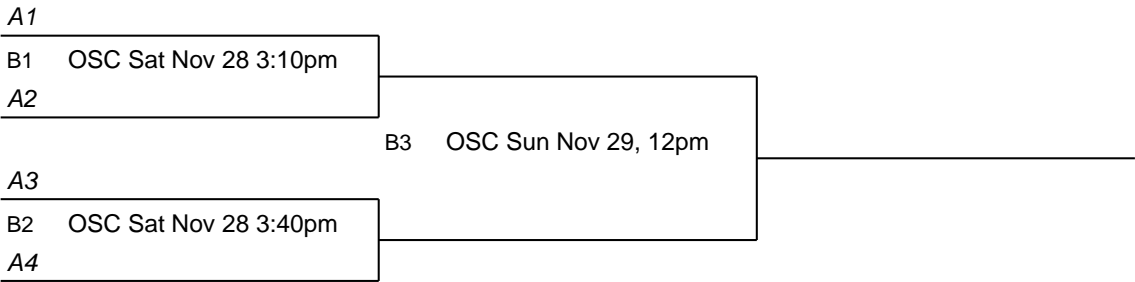 A1
B1 OSC Sat Nov 28 3:10pm
A2
B3 OSC Sun Nov 29, 12pm
A3
B2 OSC Sat Nov 28 3:40pm
A4